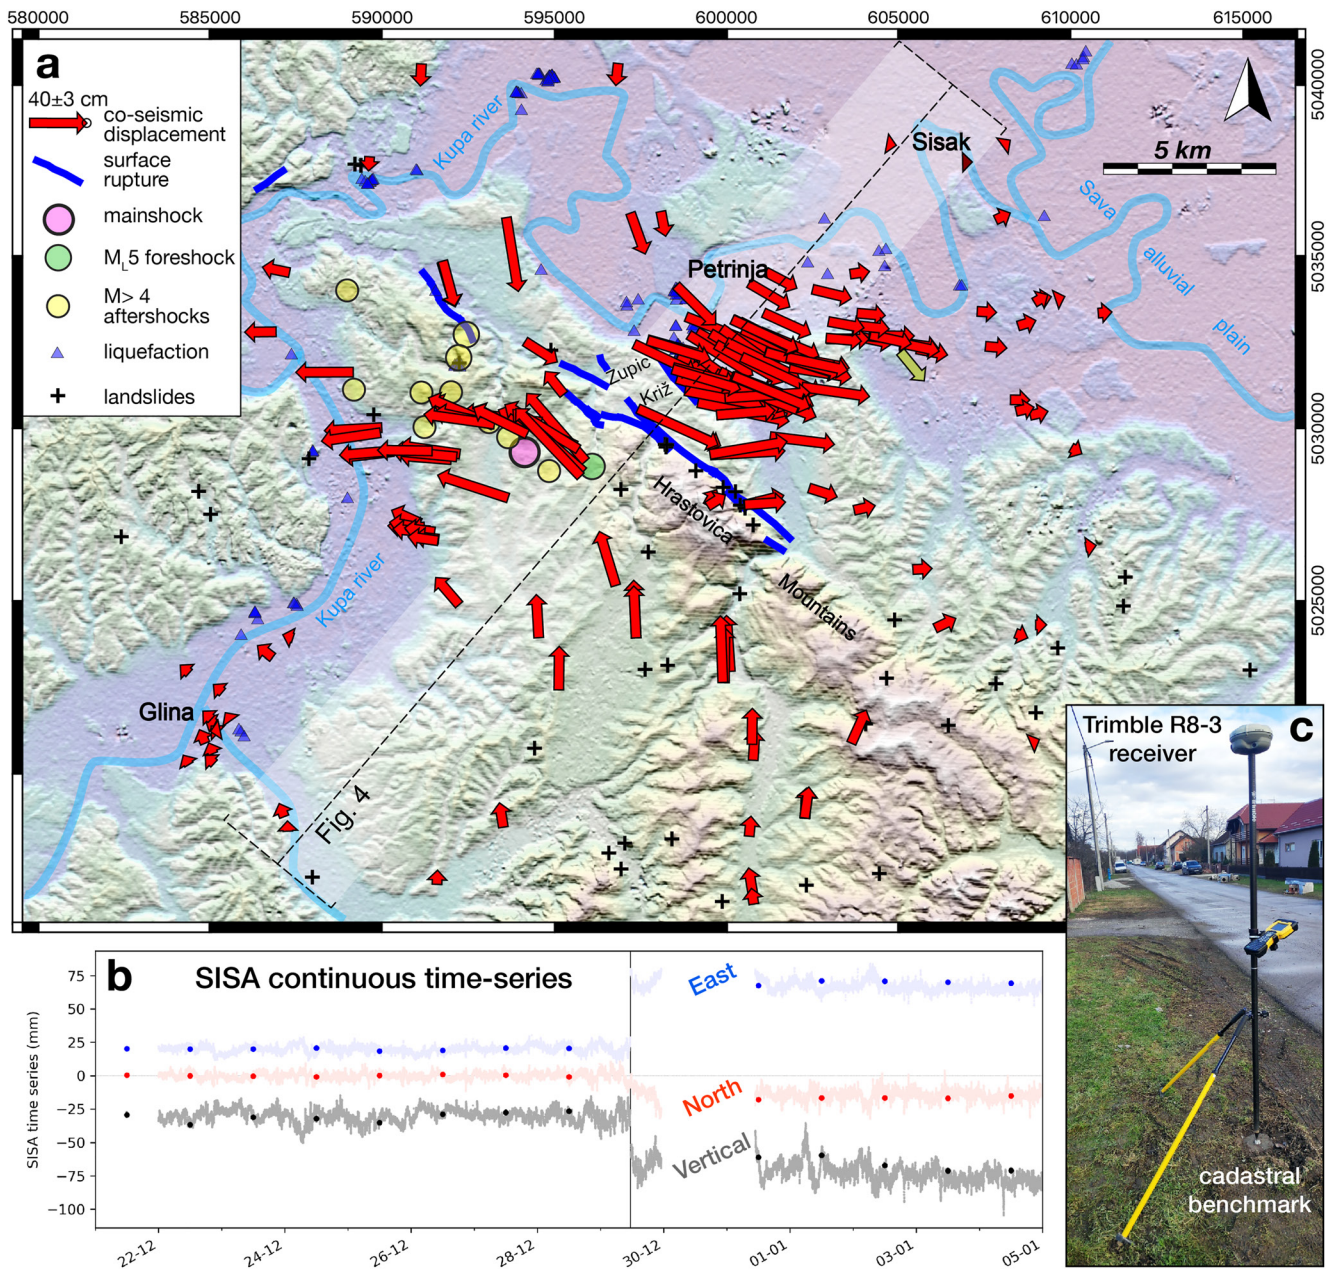 580000 585000 590000 595000 600000 605000 610000 615000
a
40±3 cm
co-seismic
displacement
surface
rupture
mainshock
ML5 foreshock
M> 4
aftershocks
liquefaction
landslides
Kupa river
Sisak
5 km
5040000
Sava
alluvial
plain
5035000
Petrinja
Župic
Križ
5030000
Hrastovica
Mountains
5025000
Kupa river
Glina
Fig. 4
b
SISA continuous time-series
East
North
Vertical
SISA time series (mm)
75
50
25
0
−25
−50
−75
−100
22-12 24-12 26-12 28-12 30-12 01-01 03-01 05-01
c
Trimble R8-3
receiver
cadastral
benchmark